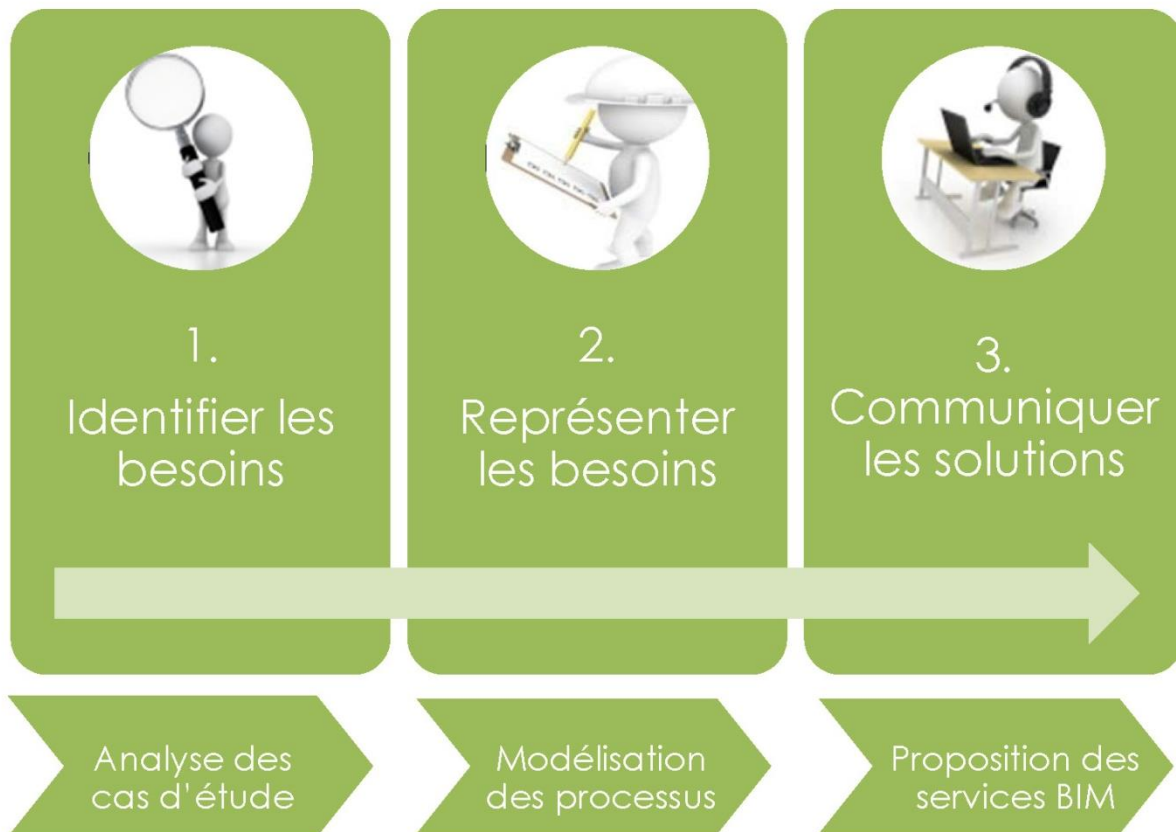 1.
Identifier les
besoins
2.
Représenter
les besoins
3.
Communiquer
les solutions
Analyse des
cas d'étude
Modélisation
des processus
Proposition des
services BIM